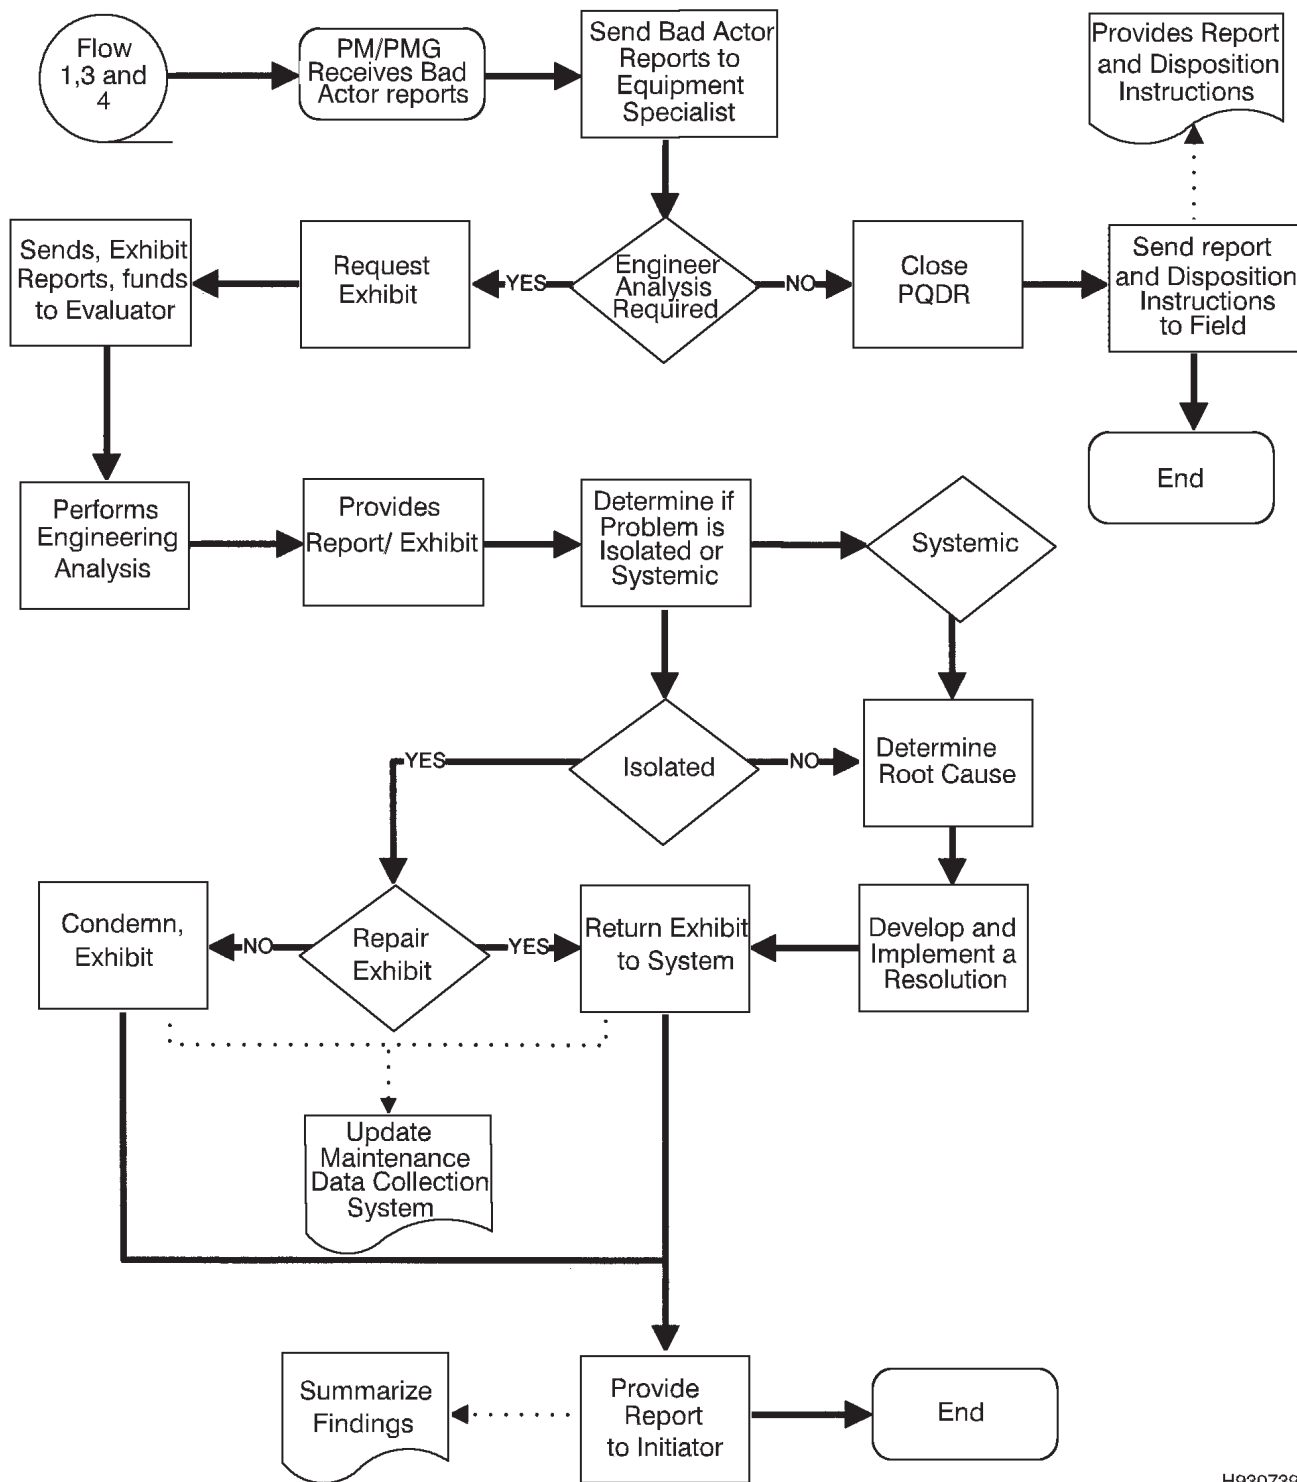 Flow
1,3 and
4
PM/PMG
Receives Bad
Actor reports
Send Bad Actor
Reports to
Equipment
Specialist
Provides Report
and Disposition
Instructions
Sends, Exhibit
Reports, funds
to Evaluator
Request
Exhibit
YES
Engineer
Analysis
Required
NO
Close
PQDR
Send report
and Disposition
Instructions
to Field
End
Performs
Engineering
Analysis
Provides
Report/ Exhibit
Determine if
Problem is
Isolated or
Systemic
Systemic
YES
Isolated
NO
Determine
Root Cause
Condemn,
Exhibit
NO
Repair
Exhibit
YES
Return Exhibit
to System
Develop and
Implement a
Resolution
Update
Maintenance
Data Collection
System
Summarize
Findings
Provide
Report
to Initiator
End
H930739